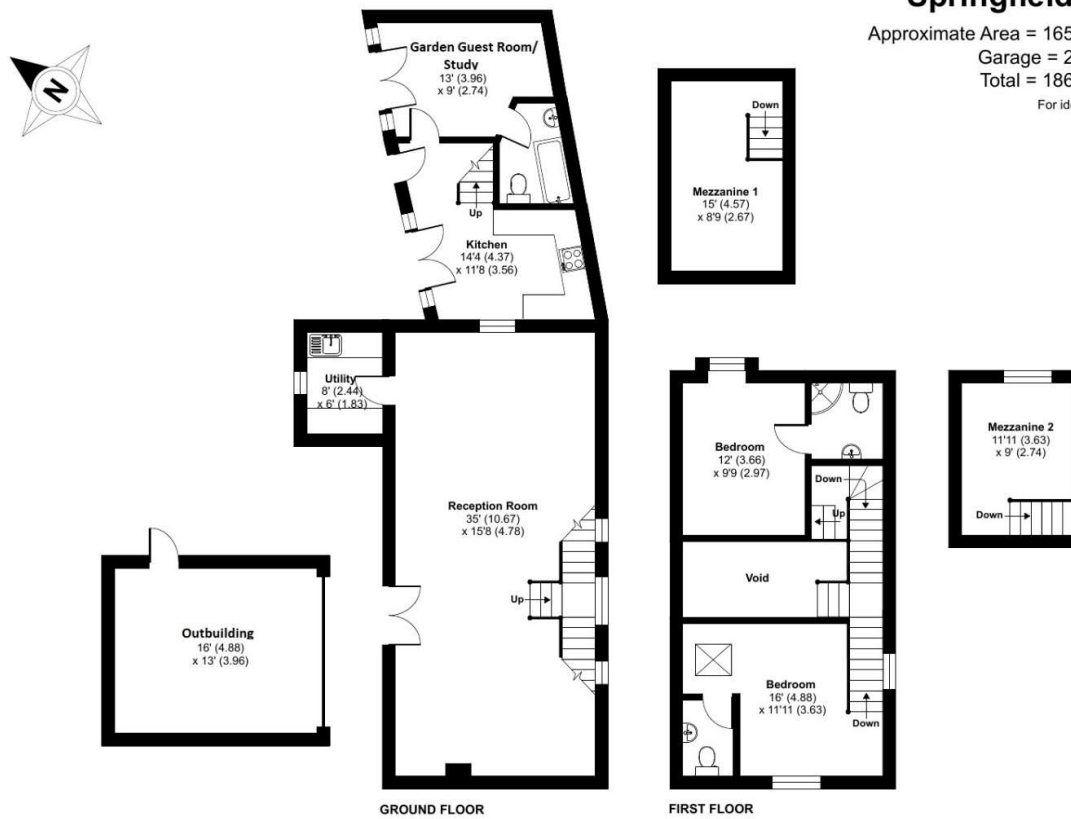 Approximate Area = 165
Garage = 2
Total = 186
For ide
N
Garden Guest Room/
Study
13' (3.96)
x 9' (2.74)
Up
Kitchen
14'4 (4.37)
x 11'8 (3.56)
Utility
8' (2.44)
x 6' (1.83)
Reception Room
35' (10.67)
x 15'8 (4.78)
Up
Outbuilding
16' (4.88)
x 13' (3.96)
GROUND FLOOR
Down
Mezzanine 1
15' (4.57)
x 8'9 (2.67)
Bedroom
12' (3.66)
x 9'9 (2.97)
Down
Up
Void
Bedroom
16' (4.88)
x 11'11 (3.63)
Down
FIRST FLOOR
Mezzanine 2
11'11 (3.63)
x 9' (2.74)
Down